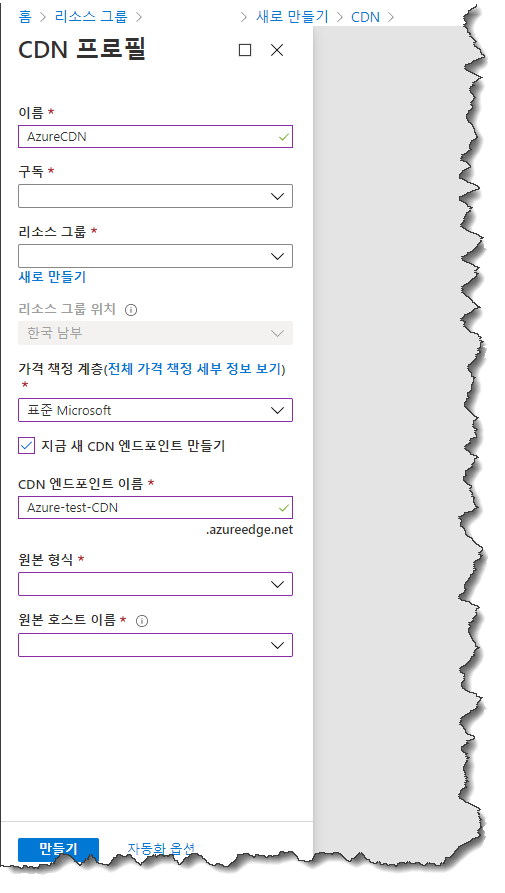 홈 > 리소스 그룹 > > 새로 만들기 > CDN >
CDN 프로필
이름 *
AzureCDN
구독 *
리소스 그룹 *
새로 만들기
리소스 그룹 위치
한국 남부
가격 책정 계층(전체 가격 책정 세부 정보 보기)
*
표준 Microsoft
지금 새 CDN 엔드포인트 만들기
CDN 엔드포인트 이름 *
Azure-test-CDN
.azureedge.net
원본 형식 *
원본 호스트 이름 *
만들기 자동화 옵션